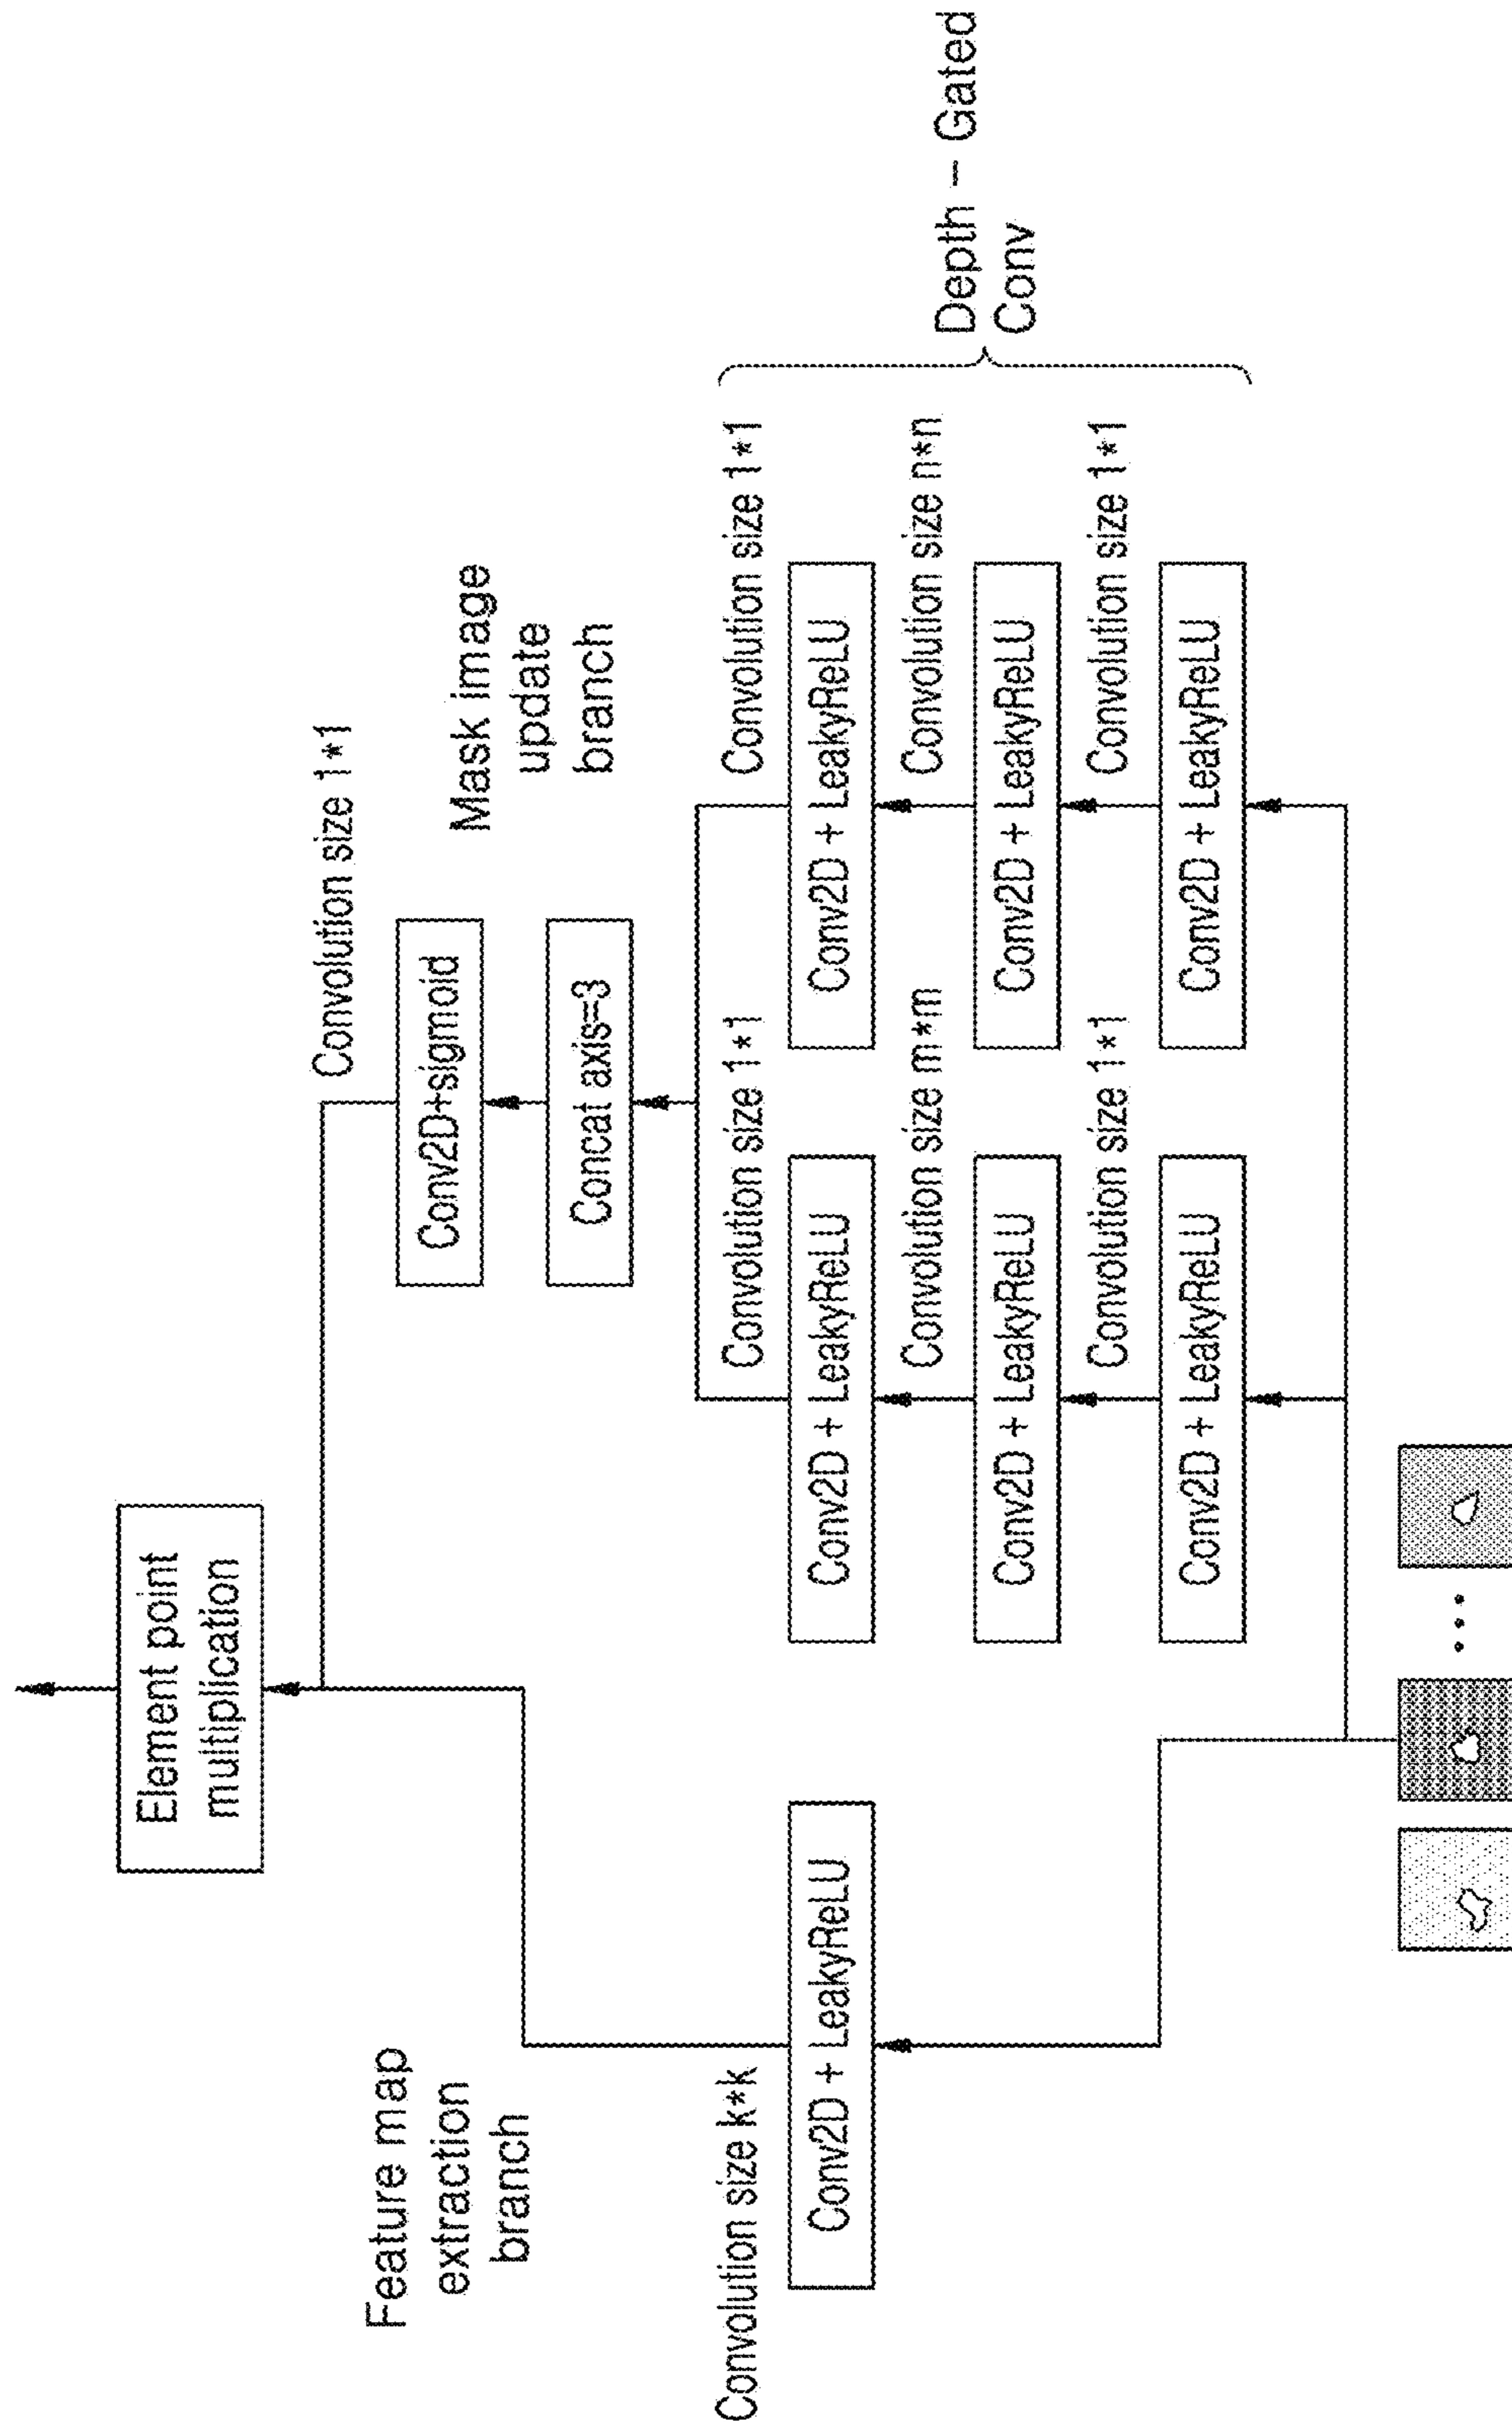 Element point
multiplication
Feature map
extraction
branch
Convolution size 1*1
Conv2D+sigmoid
Mask image
update
branch
Concat axis=3
Convolution size k*k
Conv2D + LeakyReLU
Convolution size 1*1
Conv2D + LeakyReLU
Convolution size m*m
Conv2D + LeakyReLU
Convolution size 1*1
Conv2D + LeakyReLU
Convolution size 1*1
Conv2D + LeakyReLU
Convolution size n*n
Conv2D + LeakyReLU
Convolution size 1*1
Conv2D + LeakyReLU
Depth - Gated
Conv
...